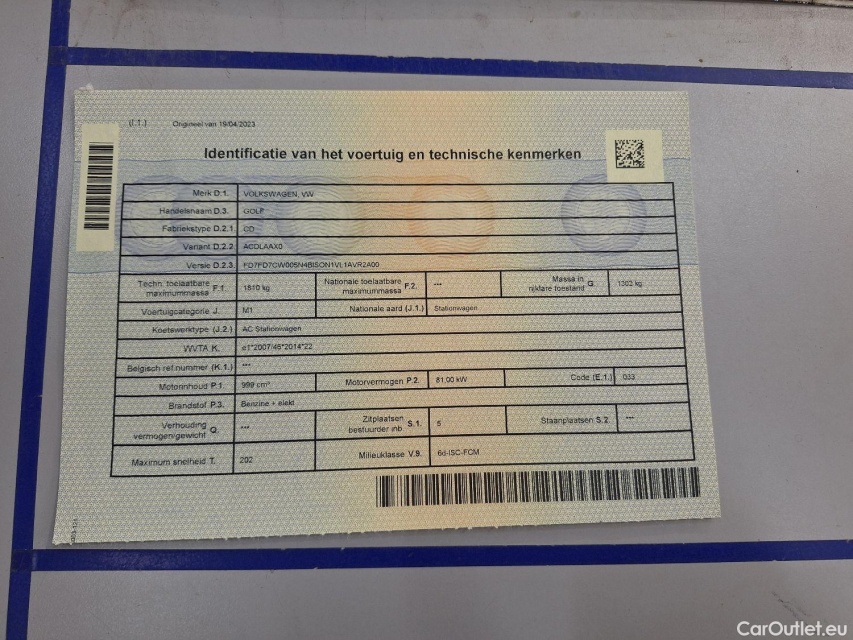 (I.1.) Origineel van 19/04/2023
Identificatie van het voertuig en technische kenmerken
Merk D.1. VOLKSWAGEN, VW
Handelsnaam D.3. GOLF
Fabriekstype D.2.1. CD
Variant D.2.2. ACDLAAX0
Versie D.2.3.
Techn. toelaatbare maximummassa F.1. 1810 kg Nationale toelaatbare maximummassa F.2. --- Massa in rijklare toestand G. 1302 kg
Voertuigcategorie J. M1 Nationale aard (J.1.) Stationwagen
Koetswerktype (J.2.) AC Stationwagen
WVTA K. e1*2007/46*2014*22
Belgisch ref.nummer (K.1.) ---
Motorinhoud P.1. 999 cm³ Motorvermogen P.2. 81.00 kW Code (E.1.) 033
Brandstof P.3. Benzine + elekt
Verhouding vermogen/gewicht Q. --- Zitplaatsen bestuurder inb. S.1. 5 Staanplaatsen S.2. ---
Maximum snelheid T. 202 Milieuklasse V.9. 6d-ISC-FCM
CarOutlet.eu